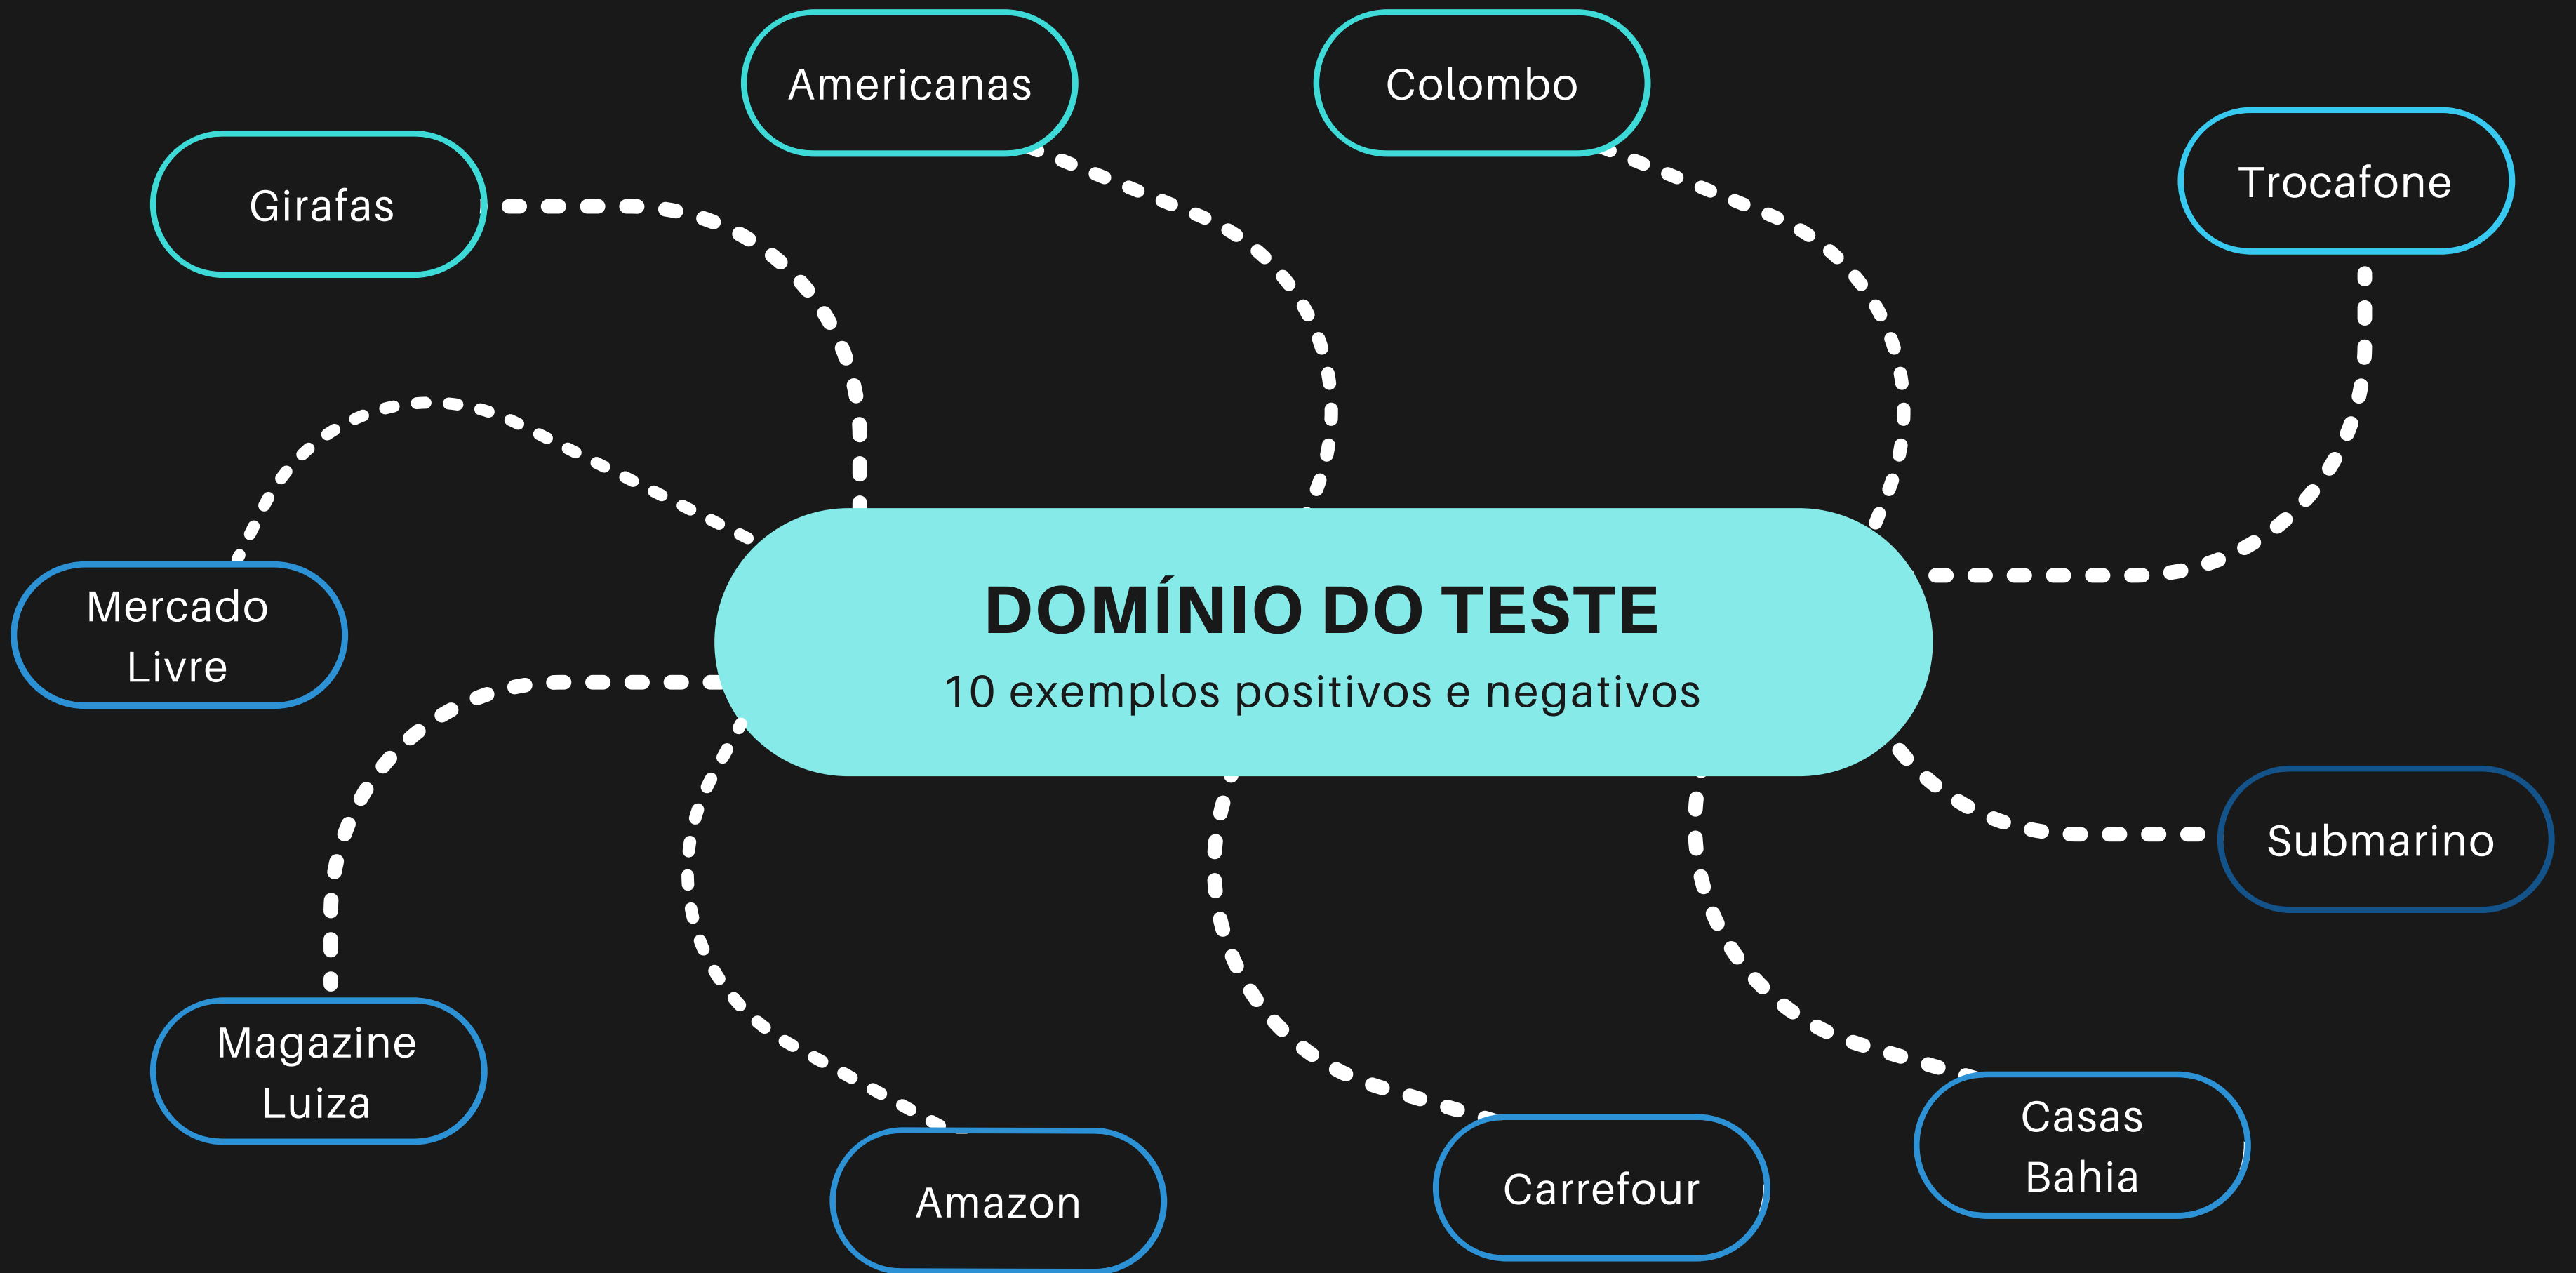 Americanas
Colombo
Trocafone
Girafas
Mercado
Livre
DOMÍNIO DO TESTE
10 exemplos positivos e negativos
Submarino
Magazine
Luiza
Casas
Bahia
Carrefour
Amazon